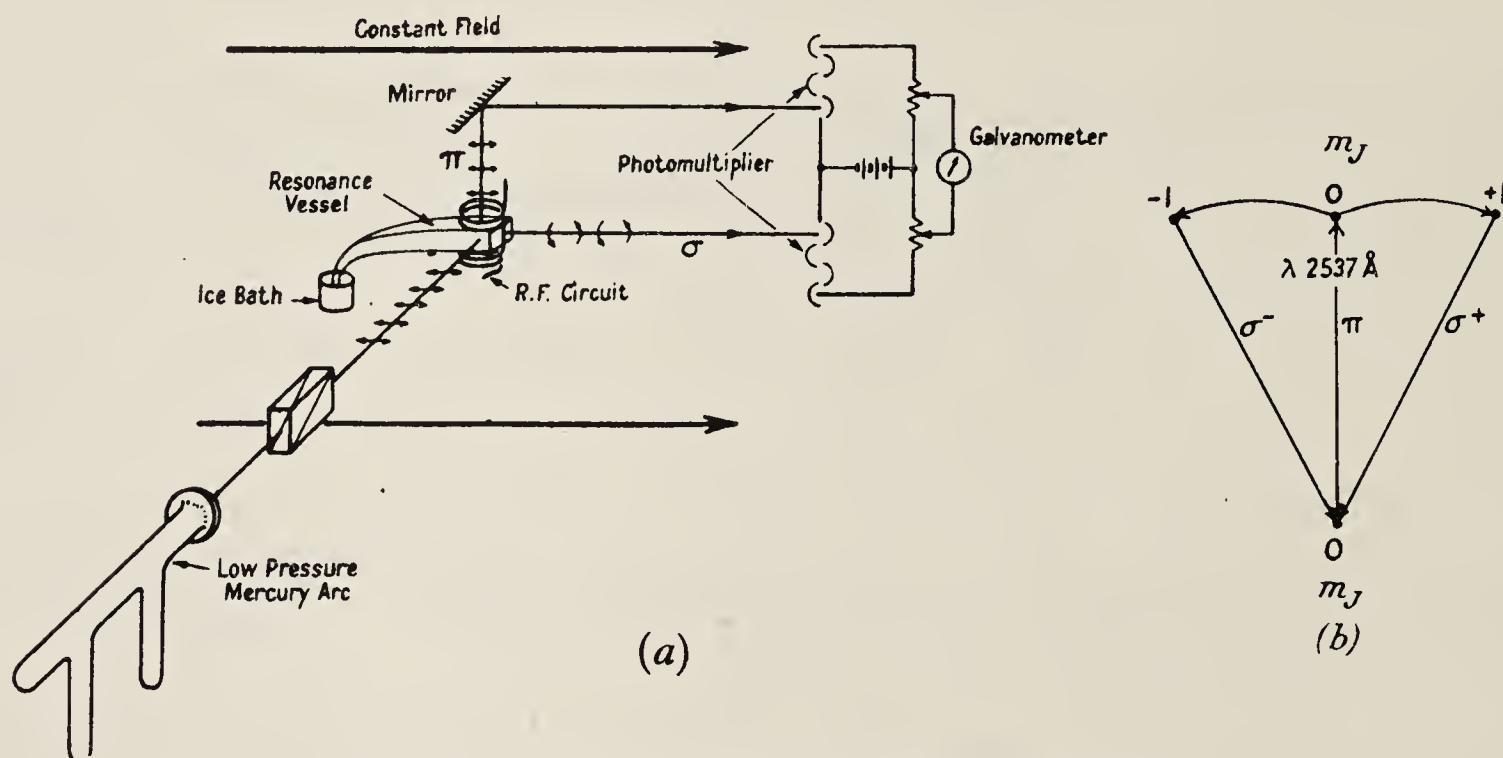 Constant Field
Mirror
π
Resonance
Vessel
Photomultiplier
Galvanometer
σ
Ice Bath
R.F. Circuit
Low Pressure
Mercury Arc
(a)
m_J
-1
0
+1
λ 2537 Å
σ⁻
π
σ⁺
0
m_J
(b)